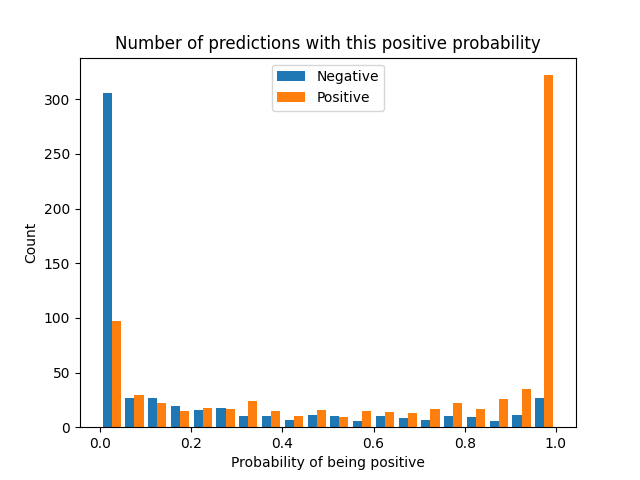 Number of predictions with this positive probability
Negative
Positive
300
250
200
150
100
50
0
Count
0.0 0.2 0.4 0.6 0.8 1.0
Probability of being positive